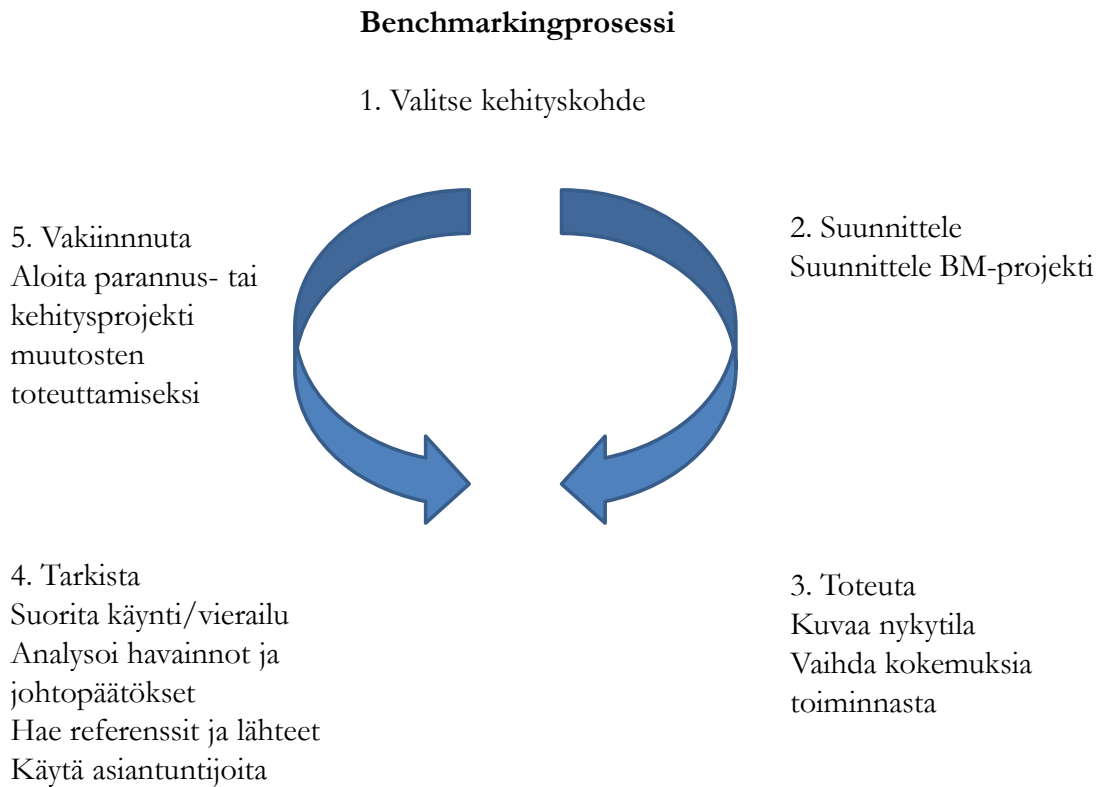 Benchmarkingprosessi
1. Valitse kehityskohde
2. Suunnittele
Suunnittele BM-projekti
3. Toteuta
Kuvaa nykytila
Vaihda kokemuksia
toiminnasta
4. Tarkista
Suorita käynti/vierailu
Analysoi havainnot ja
johtopäätökset
Hae referenssit ja lähteet
Käytä asiantuntijoita
5. Vakiinnnuta
Aloita parannus- tai
kehitysprojekti
muutosten
toteuttamiseksi